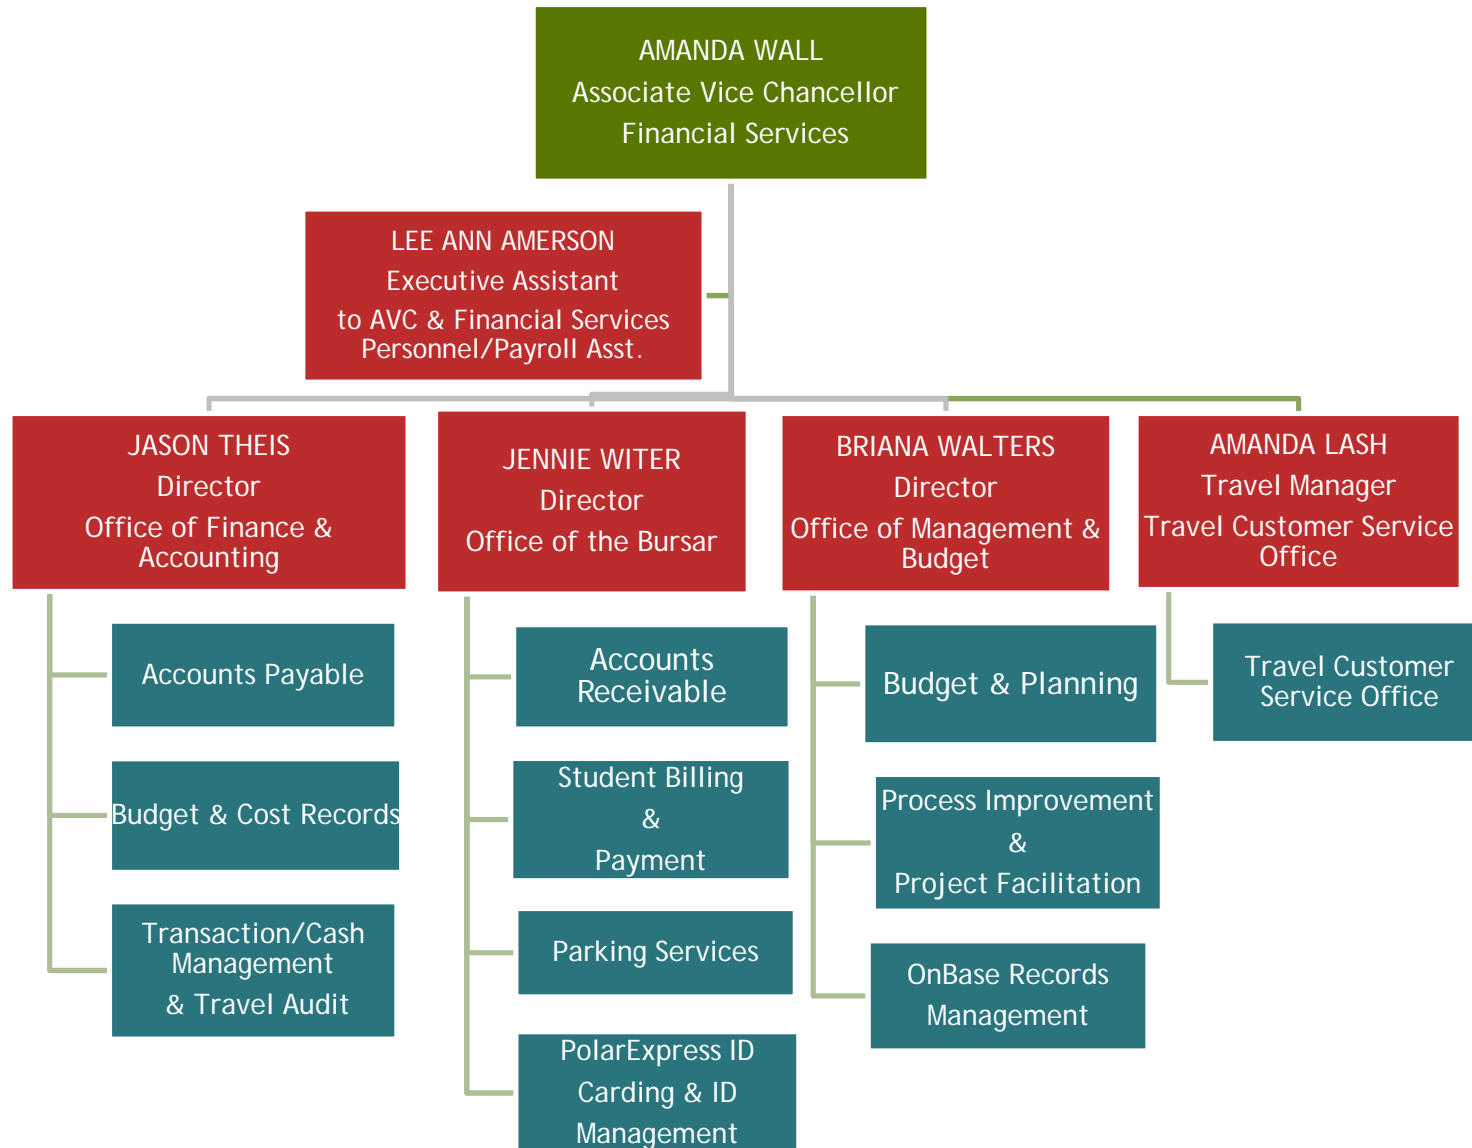 AMANDA WALL
Associate Vice Chancellor
Financial Services
LEE ANN AMERSON
Executive Assistant
to AVC & Financial Services
Personnel/Payroll Asst.
JASON THEIS
Director
Office of Finance &
Accounting
JENNIE WITER
Director
Office of the Bursar
BRIANA WALTERS
Director
Office of Management &
Budget
AMANDA LASH
Travel Manager
Travel Customer Service
Office
Accounts Payable
Budget & Cost Records
Transaction/Cash
Management
& Travel Audit
Accounts
Receivable
Student Billing
&
Payment
Parking Services
PolarExpress ID
Carding & ID
Management
Budget & Planning
Process Improvement
&
Project Facilitation
OnBase Records
Management
Travel Customer
Service Office